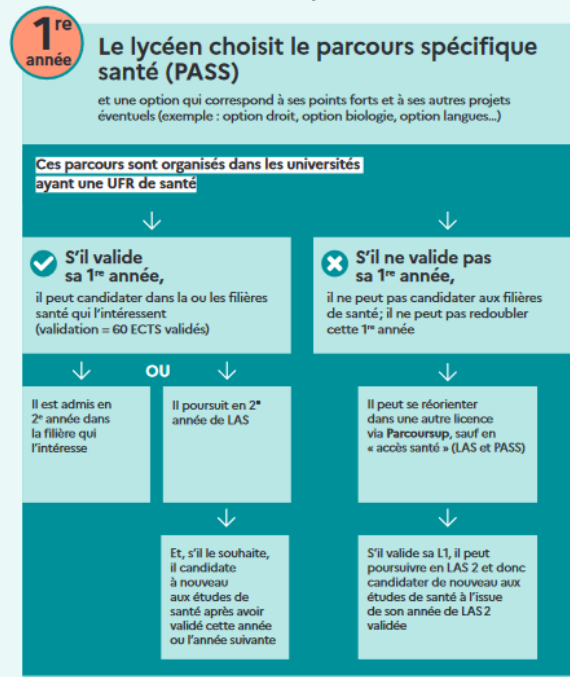 1re
année
Le lycéen choisit le parcours spécifique
santé (PASS)
et une option qui correspond à ses points forts et à ses autres projets
éventuels (exemple : option droit, option biologie, option langues...)
Ces parcours sont organisés dans les universités
ayant une UFR de santé
S'il valide
sa 1re année,
il peut candidater dans la ou les filières
santé qui l'intéressent
(validation = 60 ECTS validés)
S'il ne valide pas
sa 1re année,
il ne peut pas candidater aux filières
de santé; il ne peut pas redoubler
cette 1re année
OU
Il est admis en
2e année dans
la filière qui
l'intéresse
Il poursuit en 2e
année de LAS
Il peut se réorienter
dans une autre licence
via Parcoursup, sauf en
« accès santé » (LAS et PASS)
Et, s'il le souhaite,
il candidate
à nouveau
aux études de
santé après avoir
validé cette année
ou l'année suivante
S'il valide sa L1, il peut
poursuivre en LAS 2 et donc
candidater de nouveau aux
études de santé à l'issue
de son année de LAS 2
validée